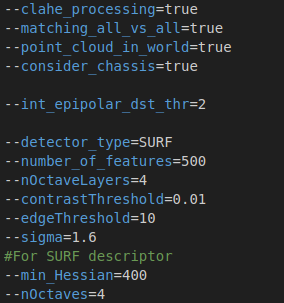 --clahe_processing=true
--matching_all_vs_all=true
--point_cloud_in_world=true
--consider_chassis=true
--int_epipolar_dst_thr=2
--detector_type=SURF
--number_of_features=500
--nOctaveLayers=4
--contrastThreshold=0.01
--edgeThreshold=10
--sigma=1.6
#For SURF descriptor
--min_Hessian=400
--nOctaves=4